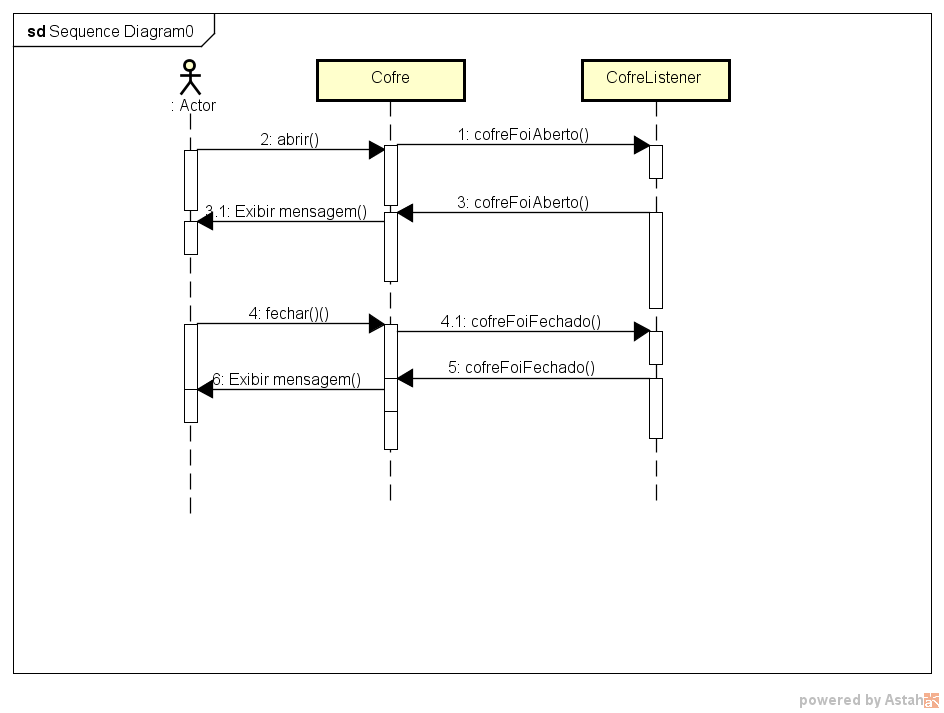 sd Sequence Diagram0
Cofre
CofreListener
: Actor
2: abrir()
1: cofreFoiAberto()
3.1: Exibir mensagem()
3: cofreFoiAberto()
4: fechar()()
4.1: cofreFoiFechado()
6: Exibir mensagem()
5: cofreFoiFechado()
powered by Astah